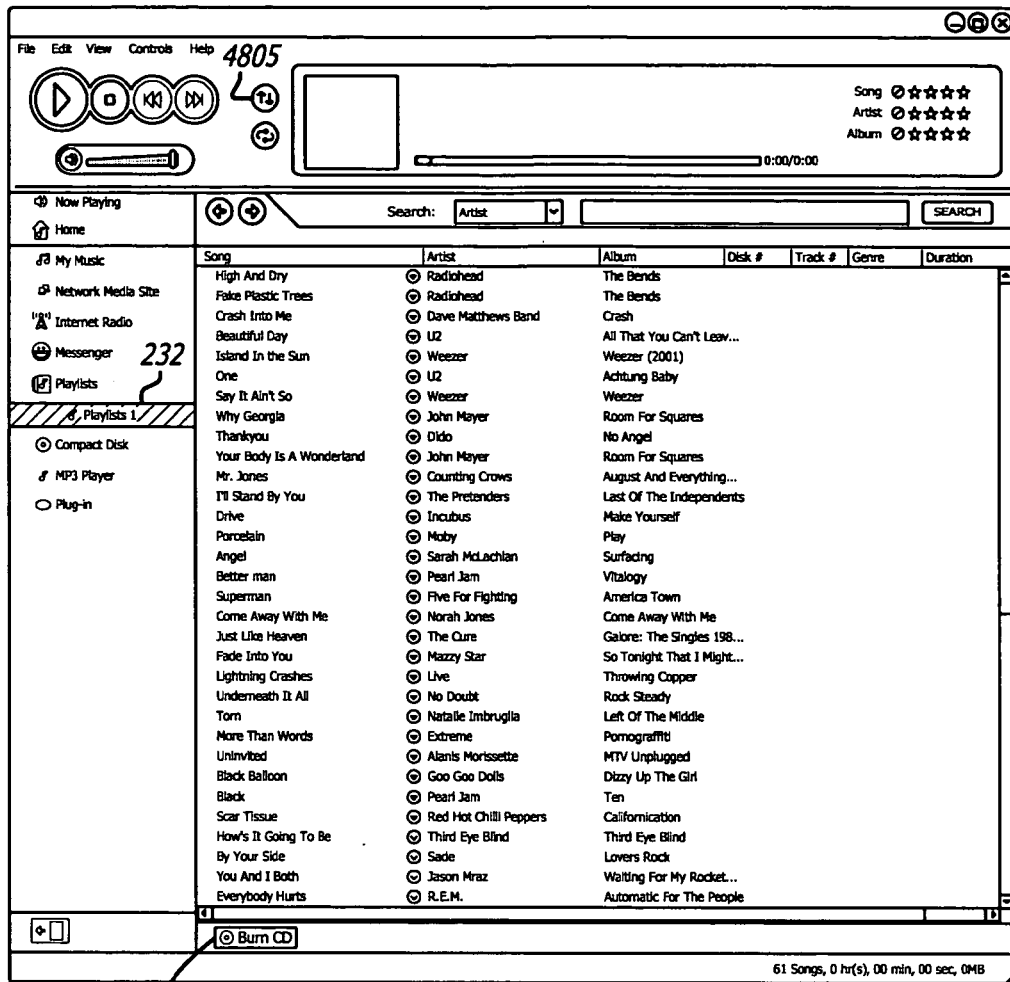 File Edit View Controls Help
4805
Song
Artist
Album
0:00/0:00
Now Playing
Home
Search: Artist SEARCH
My Music
Network Media Site
Internet Radio
Messenger
232
Playlists
Playlists 1
Compact Disk
MP3 Player
Plug-in
Song Artist Album Disk # Track # Genre Duration
High And Dry Radiohead The Bends
Fake Plastic Trees Radiohead The Bends
Crash Into Me Dave Matthews Band Crash
Beautiful Day U2 All That You Can't Leav...
Island In the Sun Weezer Weezer (2001)
One U2 Achtung Baby
Say It Ain't So Weezer Weezer
Why Georgia John Mayer Room For Squares
Thankyou Dido No Angel
Your Body Is A Wonderland John Mayer Room For Squares
Mr. Jones Counting Crows August And Everything...
I'll Stand By You The Pretenders Last Of The Independents
Drive Incubus Make Yourself
Porcelain Moby Play
Angel Sarah McLachlan Surfacing
Better man Pearl Jam Vitalogy
Superman Five For Fighting America Town
Come Away With Me Norah Jones Come Away With Me
Just Like Heaven The Cure Galore: The Singles 198...
Fade Into You Mazzy Star So Tonight That I Might...
Lightning Crashes Live Throwing Copper
Underneath It All No Doubt Rock Steady
Torn Natalie Imbruglia Left Of The Middle
More Than Words Extreme Pornograffiti
Uninvited Alanis Morissette MTV Unplugged
Black Balloon Goo Goo Dolls Dizzy Up The Girl
Black Pearl Jam Ten
Scar Tissue Red Hot Chilli Peppers Californication
How's It Going To Be Third Eye Blind Third Eye Blind
By Your Side Sade Lovers Rock
You And I Both Jason Mraz Waiting For My Rocket...
Everybody Hurts R.E.M. Automatic For The People
Burn CD
61 Songs, 0 hr(s), 00 min, 00 sec, 0MB